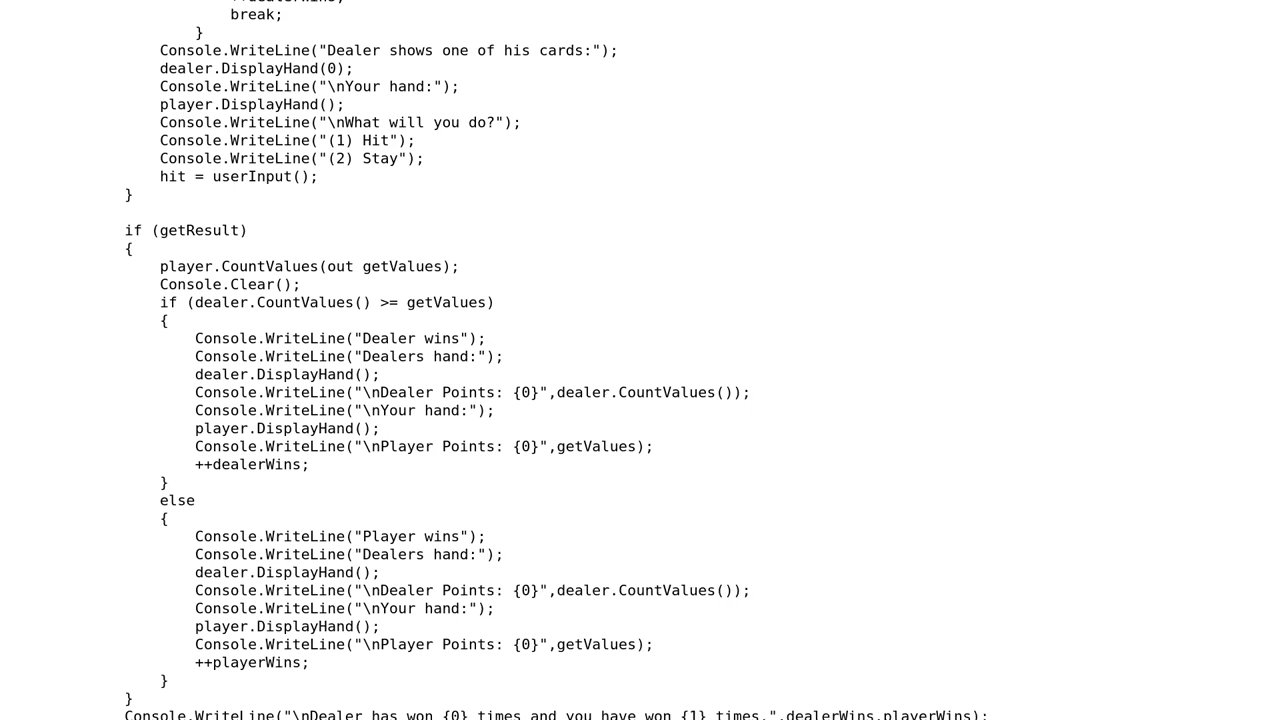 ++dealerWins;
break;
}
Console.WriteLine("Dealer shows one of his cards:");
dealer.DisplayHand(0);
Console.WriteLine("\nYour hand:");
player.DisplayHand();
Console.WriteLine("\nWhat will you do?");
Console.WriteLine("(1) Hit");
Console.WriteLine("(2) Stay");
hit = userInput();
}
if (getResult)
{
player.CountValues(out getValues);
Console.Clear();
if (dealer.CountValues() >= getValues)
{
Console.WriteLine("Dealer wins");
Console.WriteLine("Dealers hand:");
dealer.DisplayHand();
Console.WriteLine("\nDealer Points: {0}",dealer.CountValues());
Console.WriteLine("\nYour hand:");
player.DisplayHand();
Console.WriteLine("\nPlayer Points: {0}",getValues);
++dealerWins;
}
else
{
Console.WriteLine("Player wins");
Console.WriteLine("Dealers hand:");
dealer.DisplayHand();
Console.WriteLine("\nDealer Points: {0}",dealer.CountValues());
Console.WriteLine("\nYour hand:");
player.DisplayHand();
Console.WriteLine("\nPlayer Points: {0}",getValues);
++playerWins;
}
}
Console.WriteLine("\nDealer has won {0} times and you have won {1} times.",dealerWins,playerWins);